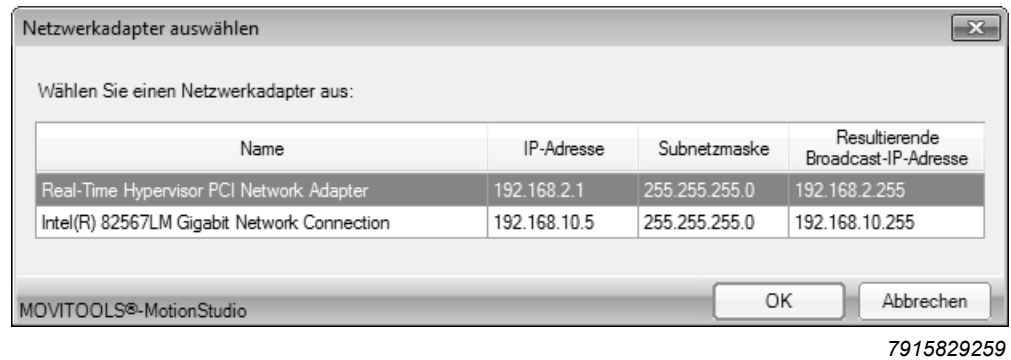 Netzwerkadapter auswählen
Wählen Sie einen Netzwerkadapter aus:
Name IP-Adresse Subnetzmaske Resultierende
Broadcast-IP-Adresse
Real-Time Hypervisor PCI Network Adapter 192.168.2.1 255.255.255.0 192.168.2.255
Intel(R) 82567LM Gigabit Network Connection 192.168.10.5 255.255.255.0 192.168.10.255
OK Abbrechen
MOVITOOLS®-MotionStudio
7915829259